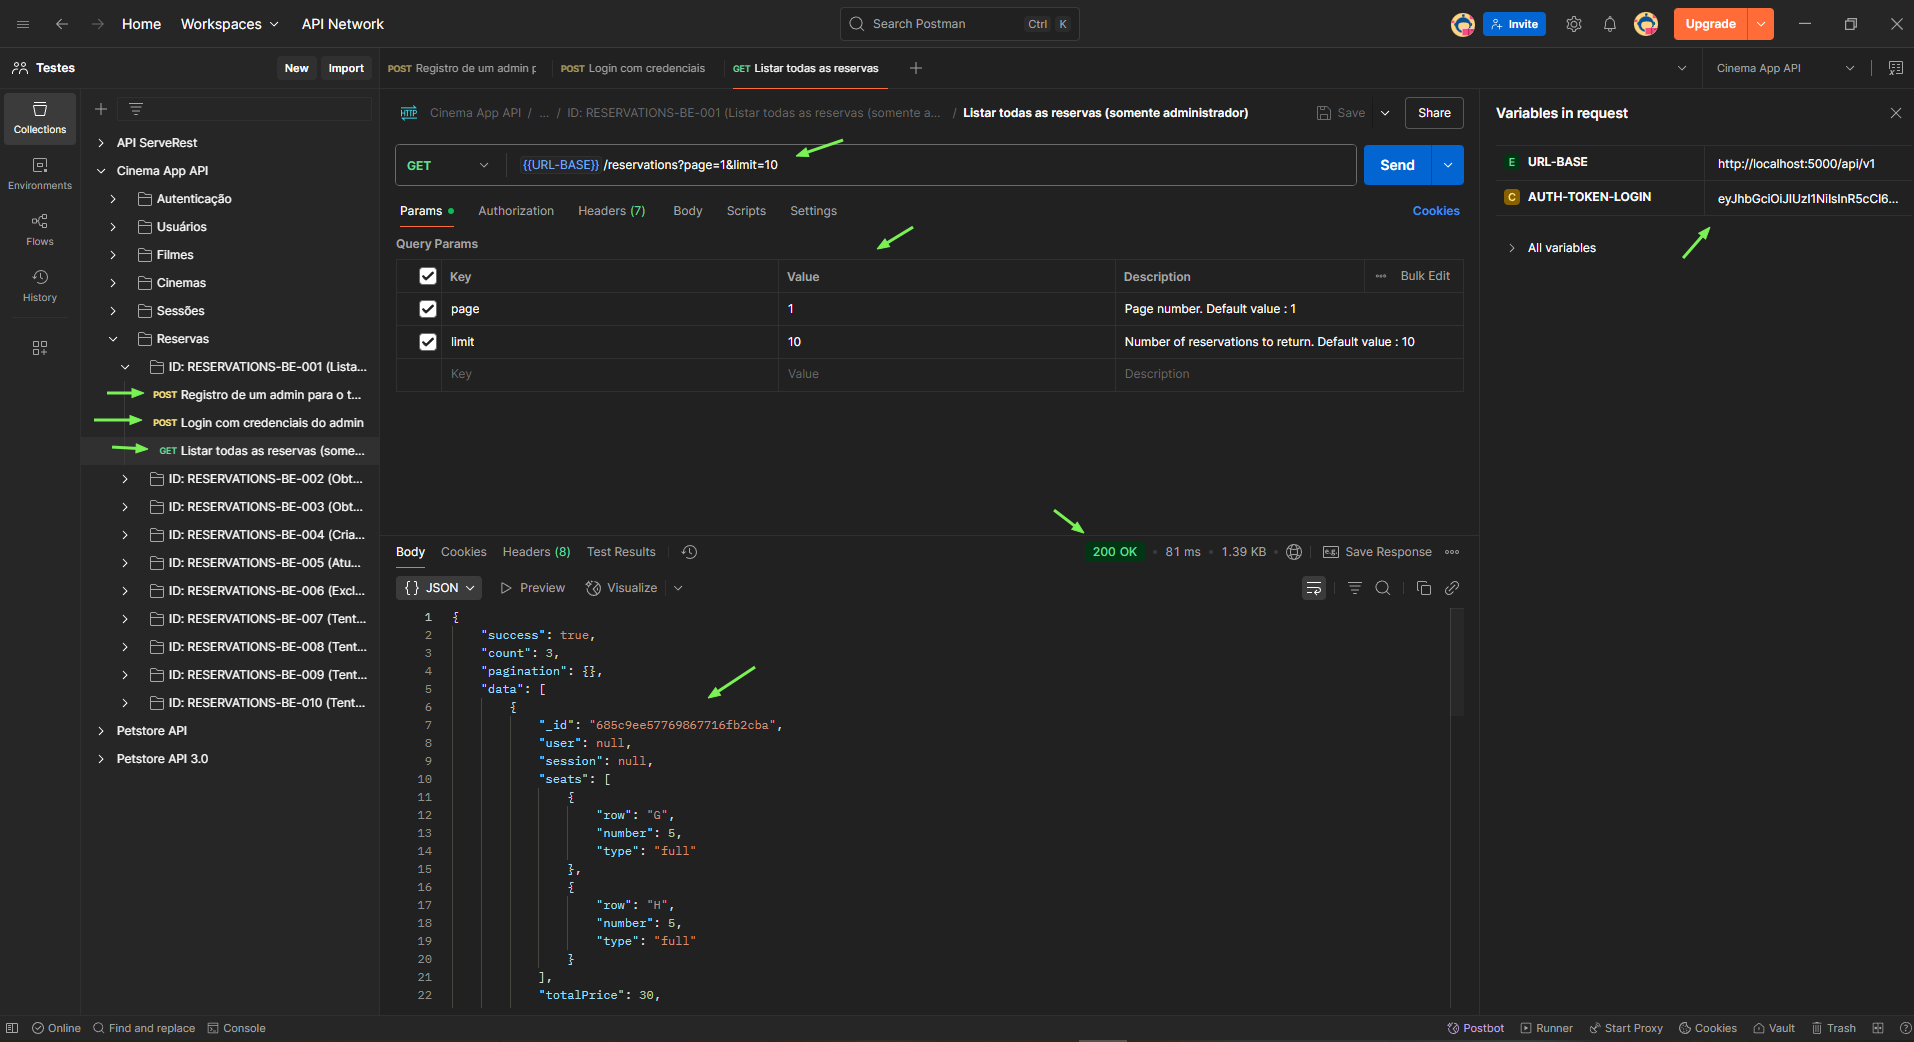 Home Workspaces API Network
Search Postman Ctrl K
Invite Upgrade
Testes New Import
POST Registro de um admin p
POST Login com credenciais
GET Listar todas as reservas
Cinema App API
Collections
Environments
Flows
History
API ServeRest
Cinema App API
Autenticação
Usuários
Filmes
Cinemas
Sessões
Reservas
ID: RESERVATIONS-BE-001 (Lista...
POST Registro de um admin para o t...
POST Login com credenciais do admin
GET Listar todas as reservas (some...
ID: RESERVATIONS-BE-002 (Obt...
ID: RESERVATIONS-BE-003 (Obt...
ID: RESERVATIONS-BE-004 (Cria...
ID: RESERVATIONS-BE-005 (Atu...
ID: RESERVATIONS-BE-006 (Excl...
ID: RESERVATIONS-BE-007 (Tent...
ID: RESERVATIONS-BE-008 (Tent...
ID: RESERVATIONS-BE-009 (Tent...
ID: RESERVATIONS-BE-010 (Tent...
Petstore API
Petstore API 3.0
HTTP Cinema App API / ... / ID: RESERVATIONS-BE-001 (Listar todas as reservas (somente a... / Listar todas as reservas (somente administrador)
Save Share
GET {{URL-BASE}} /reservations?page=1&limit=10 Send
Params Authorization Headers (7) Body Scripts Settings Cookies
Query Params
Key Value Description Bulk Edit
page 1 Page number. Default value : 1
limit 10 Number of reservations to return. Default value : 10
Key Value Description
Body Cookies Headers (8) Test Results
200 OK 81 ms 1.39 KB e.g. Save Response
{} JSON Preview Visualize
1 {
2 "success": true,
3 "count": 3,
4 "pagination": {},
5 "data": [
6 {
7 "_id": "685c9ee57769867716fb2cba",
8 "user": null,
9 "session": null,
10 "seats": [
11 {
12 "row": "G",
13 "number": 5,
14 "type": "full"
15 },
16 {
17 "row": "H",
18 "number": 5,
19 "type": "full"
20 }
21 ],
22 "totalPrice": 30,
Variables in request
E URL-BASE http://localhost:5000/api/v1
C AUTH-TOKEN-LOGIN eyJhbGciOiJIUzI1NiIsInR5cCI6...
All variables
Online Find and replace Console
Postbot Runner Start Proxy Cookies Vault Trash